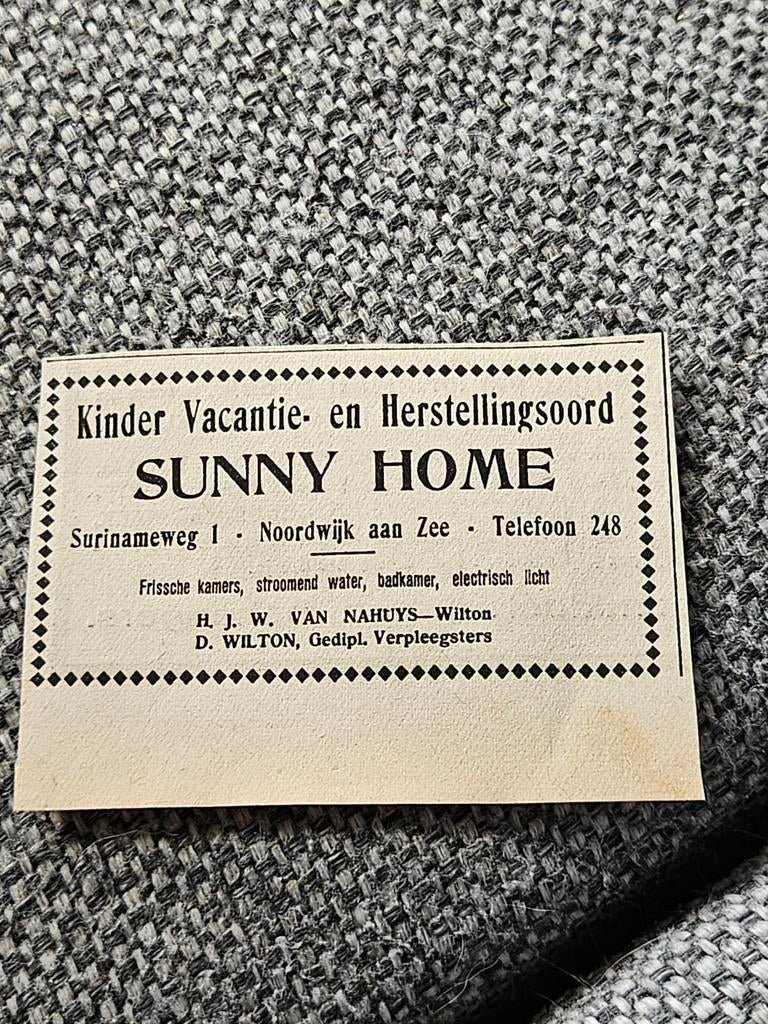 Kinder Vacantie- en Herstellingsoord
SUNNY HOME
Surinameweg 1 - Noordwijk aan Zee - Telefoon 248
Frissche kamers, stroomend water, badkamer, electrisch licht
H. J. W. VAN NAHUYS—Wilton
D. WILTON, Gedipl. Verpleegsters